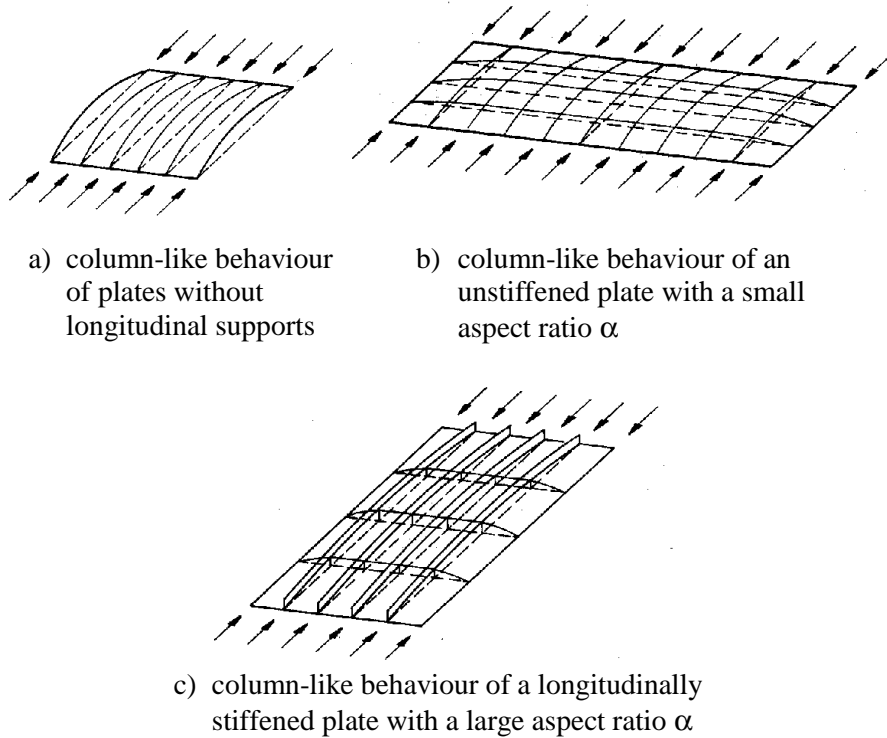 a) column-like behaviour
of plates without
longitudinal supports
b) column-like behaviour of an
unstiffened plate with a small
aspect ratio α
c) column-like behaviour of a longitudinally
stiffened plate with a large aspect ratio α